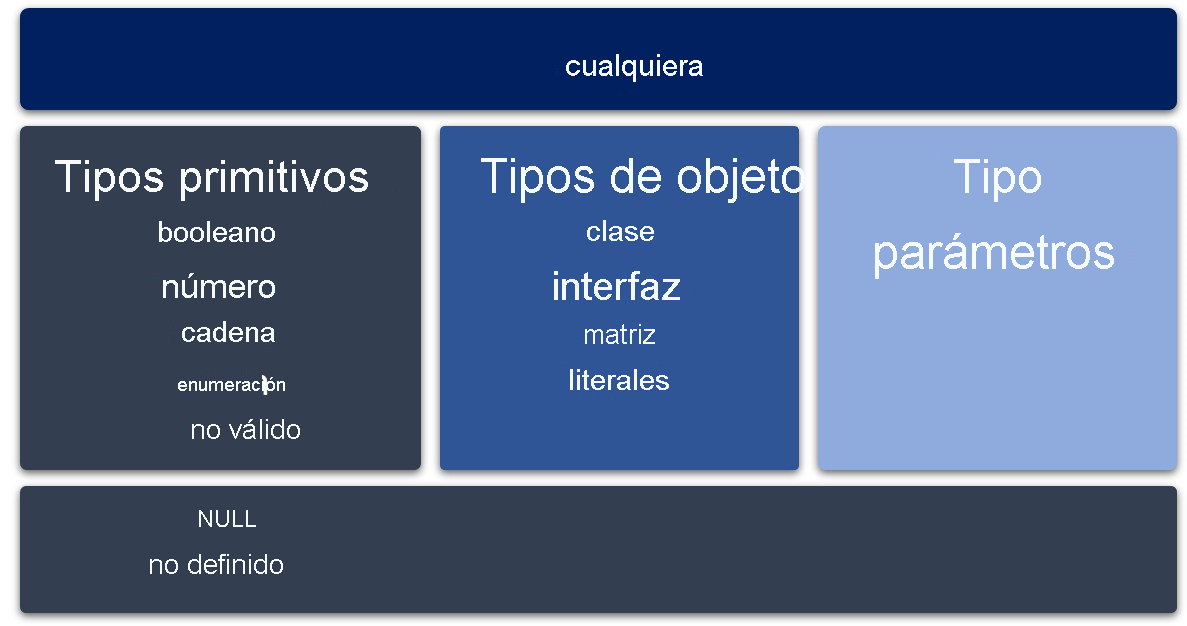 cualquiera
Tipos primitivos
booleano
número
cadena
enumeración
no válido
Tipos de objeto
clase
interfaz
matriz
literales
Tipo
parámetros
NULL
no definido